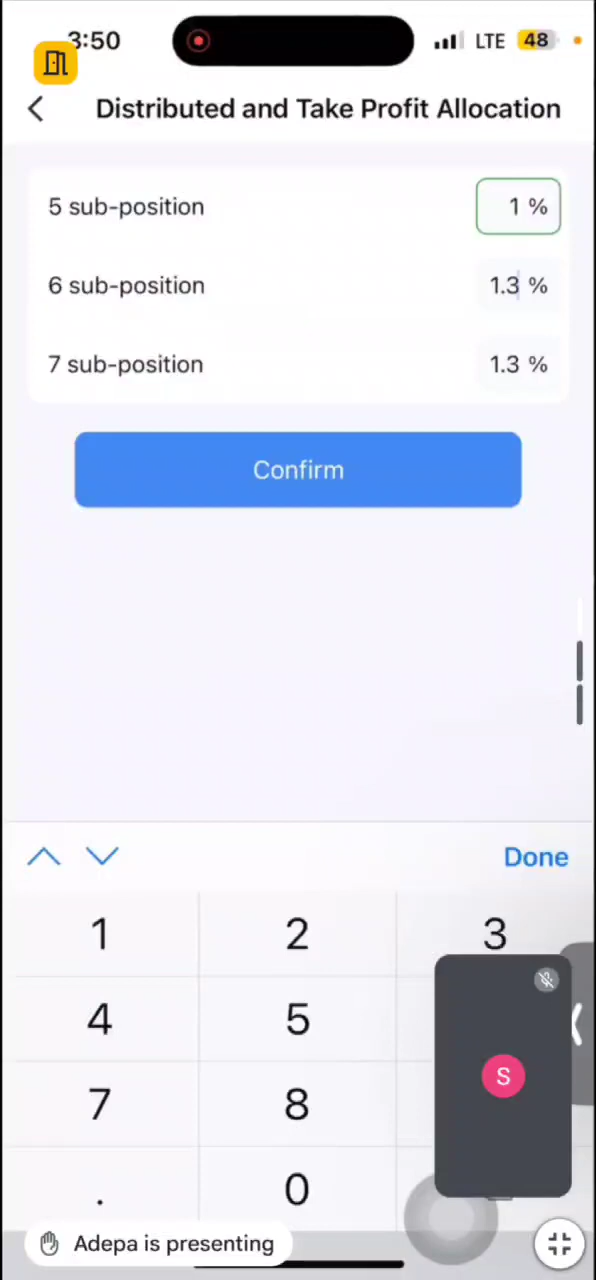 3:50
LTE 48
Distributed and Take Profit Allocation
5 sub-position 1 %
6 sub-position 1.3 %
7 sub-position 1.3 %
Confirm
Done
1 2 3
4 5
7 8
. 0
S
Adepa is presenting